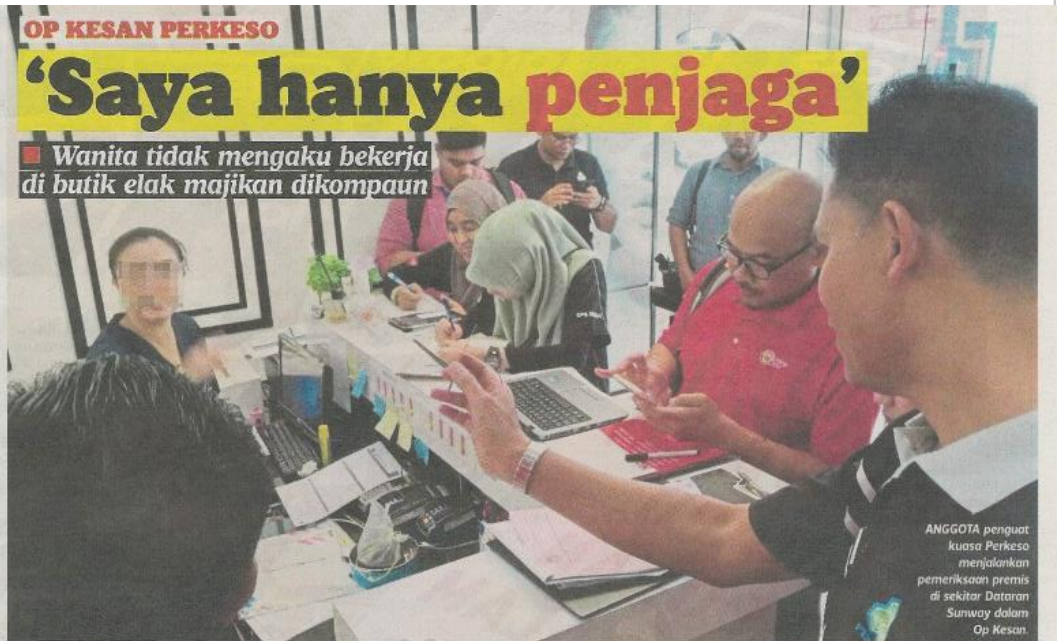 OP KESAN PERKESO
‘Saya hanya penjaga’
Wanita tidak mengaku bekerja
di butik elak majikan dikompaun
ANGGOTA penguat
kuasa Perkeso
menjalankan
pemeriksaan premis
di sekitar Dataran
Sunway dalam
Op Kesan.